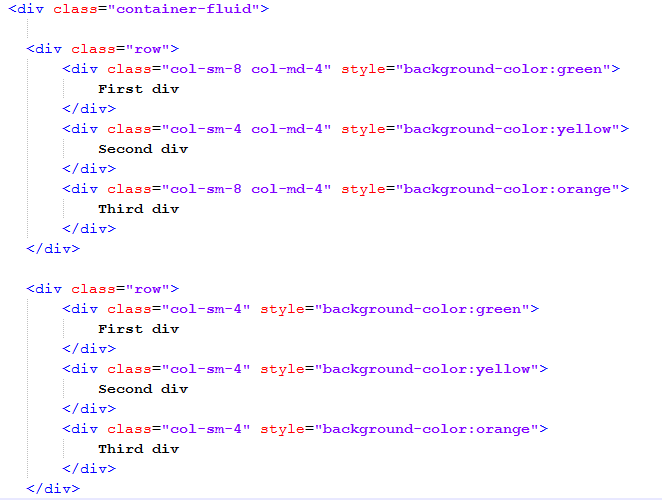 <div class="container-fluid">
<div class="row">
<div class="col-sm-8 col-md-4" style="background-color:green">
First div
</div>
<div class="col-sm-4 col-md-4" style="background-color:yellow">
Second div
</div>
<div class="col-sm-8 col-md-4" style="background-color:orange">
Third div
</div>
</div>
<div class="row">
<div class="col-sm-4" style="background-color:green">
First div
</div>
<div class="col-sm-4" style="background-color:yellow">
Second div
</div>
<div class="col-sm-4" style="background-color:orange">
Third div
</div>
</div>